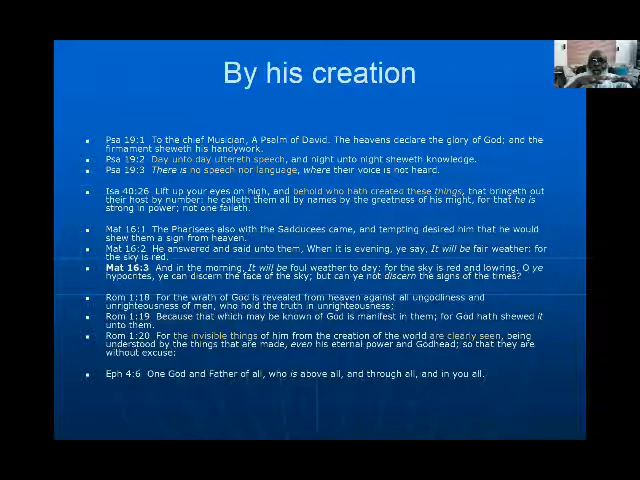 By his creation
Psa 19:1 To the chief Musician, A Psalm of David. The heavens declare the glory of God; and the
firmament sheweth his handywork.
Psa 19:2 Day unto day uttereth speech, and night unto night sheweth knowledge.
Psa 19:3 There is no speech nor language, where their voice is not heard.
Isa 40:26 Lift up your eyes on high, and behold who hath created these things, that bringeth out
their host by number: he calleth them all by names by the greatness of his might, for that he is
strong in power; not one faileth.
Mat 16:1 The Pharisees also with the Sadducees came, and tempting desired him that he would
shew them a sign from heaven.
Mat 16:2 He answered and said unto them, When it is evening, ye say, It will be fair weather: for
the sky is red.
Mat 16:3 And in the morning, It will be foul weather to day: for the sky is red and lowring. O ye
hypocrites, ye can discern the face of the sky; but can ye not discern the signs of the times?
Rom 1:18 For the wrath of God is revealed from heaven against all ungodliness and
unrighteousness of men, who hold the truth in unrighteousness;
Rom 1:19 Because that which may be known of God is manifest in them; for God hath shewed it
unto them.
Rom 1:20 For the invisible things of him from the creation of the world are clearly seen, being
understood by the things that are made, even his eternal power and Godhead; so that they are
without excuse:
Eph 4:6 One God and Father of all, who is above all, and through all, and in you all.